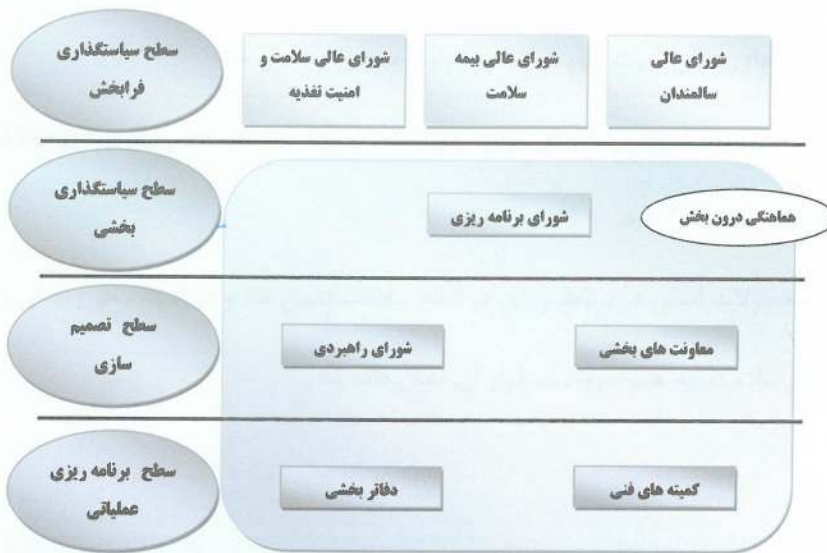 سطح سیاستگذاری
فرابخش
شورای عالی سلامت و
امنیت تغذیه
شورای عالی بیمه
سلامت
شورای عالی
سالمندان
سطح سیاستگذاری
بخشی
شورای برنامه ریزی
هماهنگی درون بخش
سطح تصمیم
سازی
شورای راهبردی
معاونت های بخشی
سطح برنامه ریزی
عملیاتی
دفاتر بخشی
کمیته های فنی